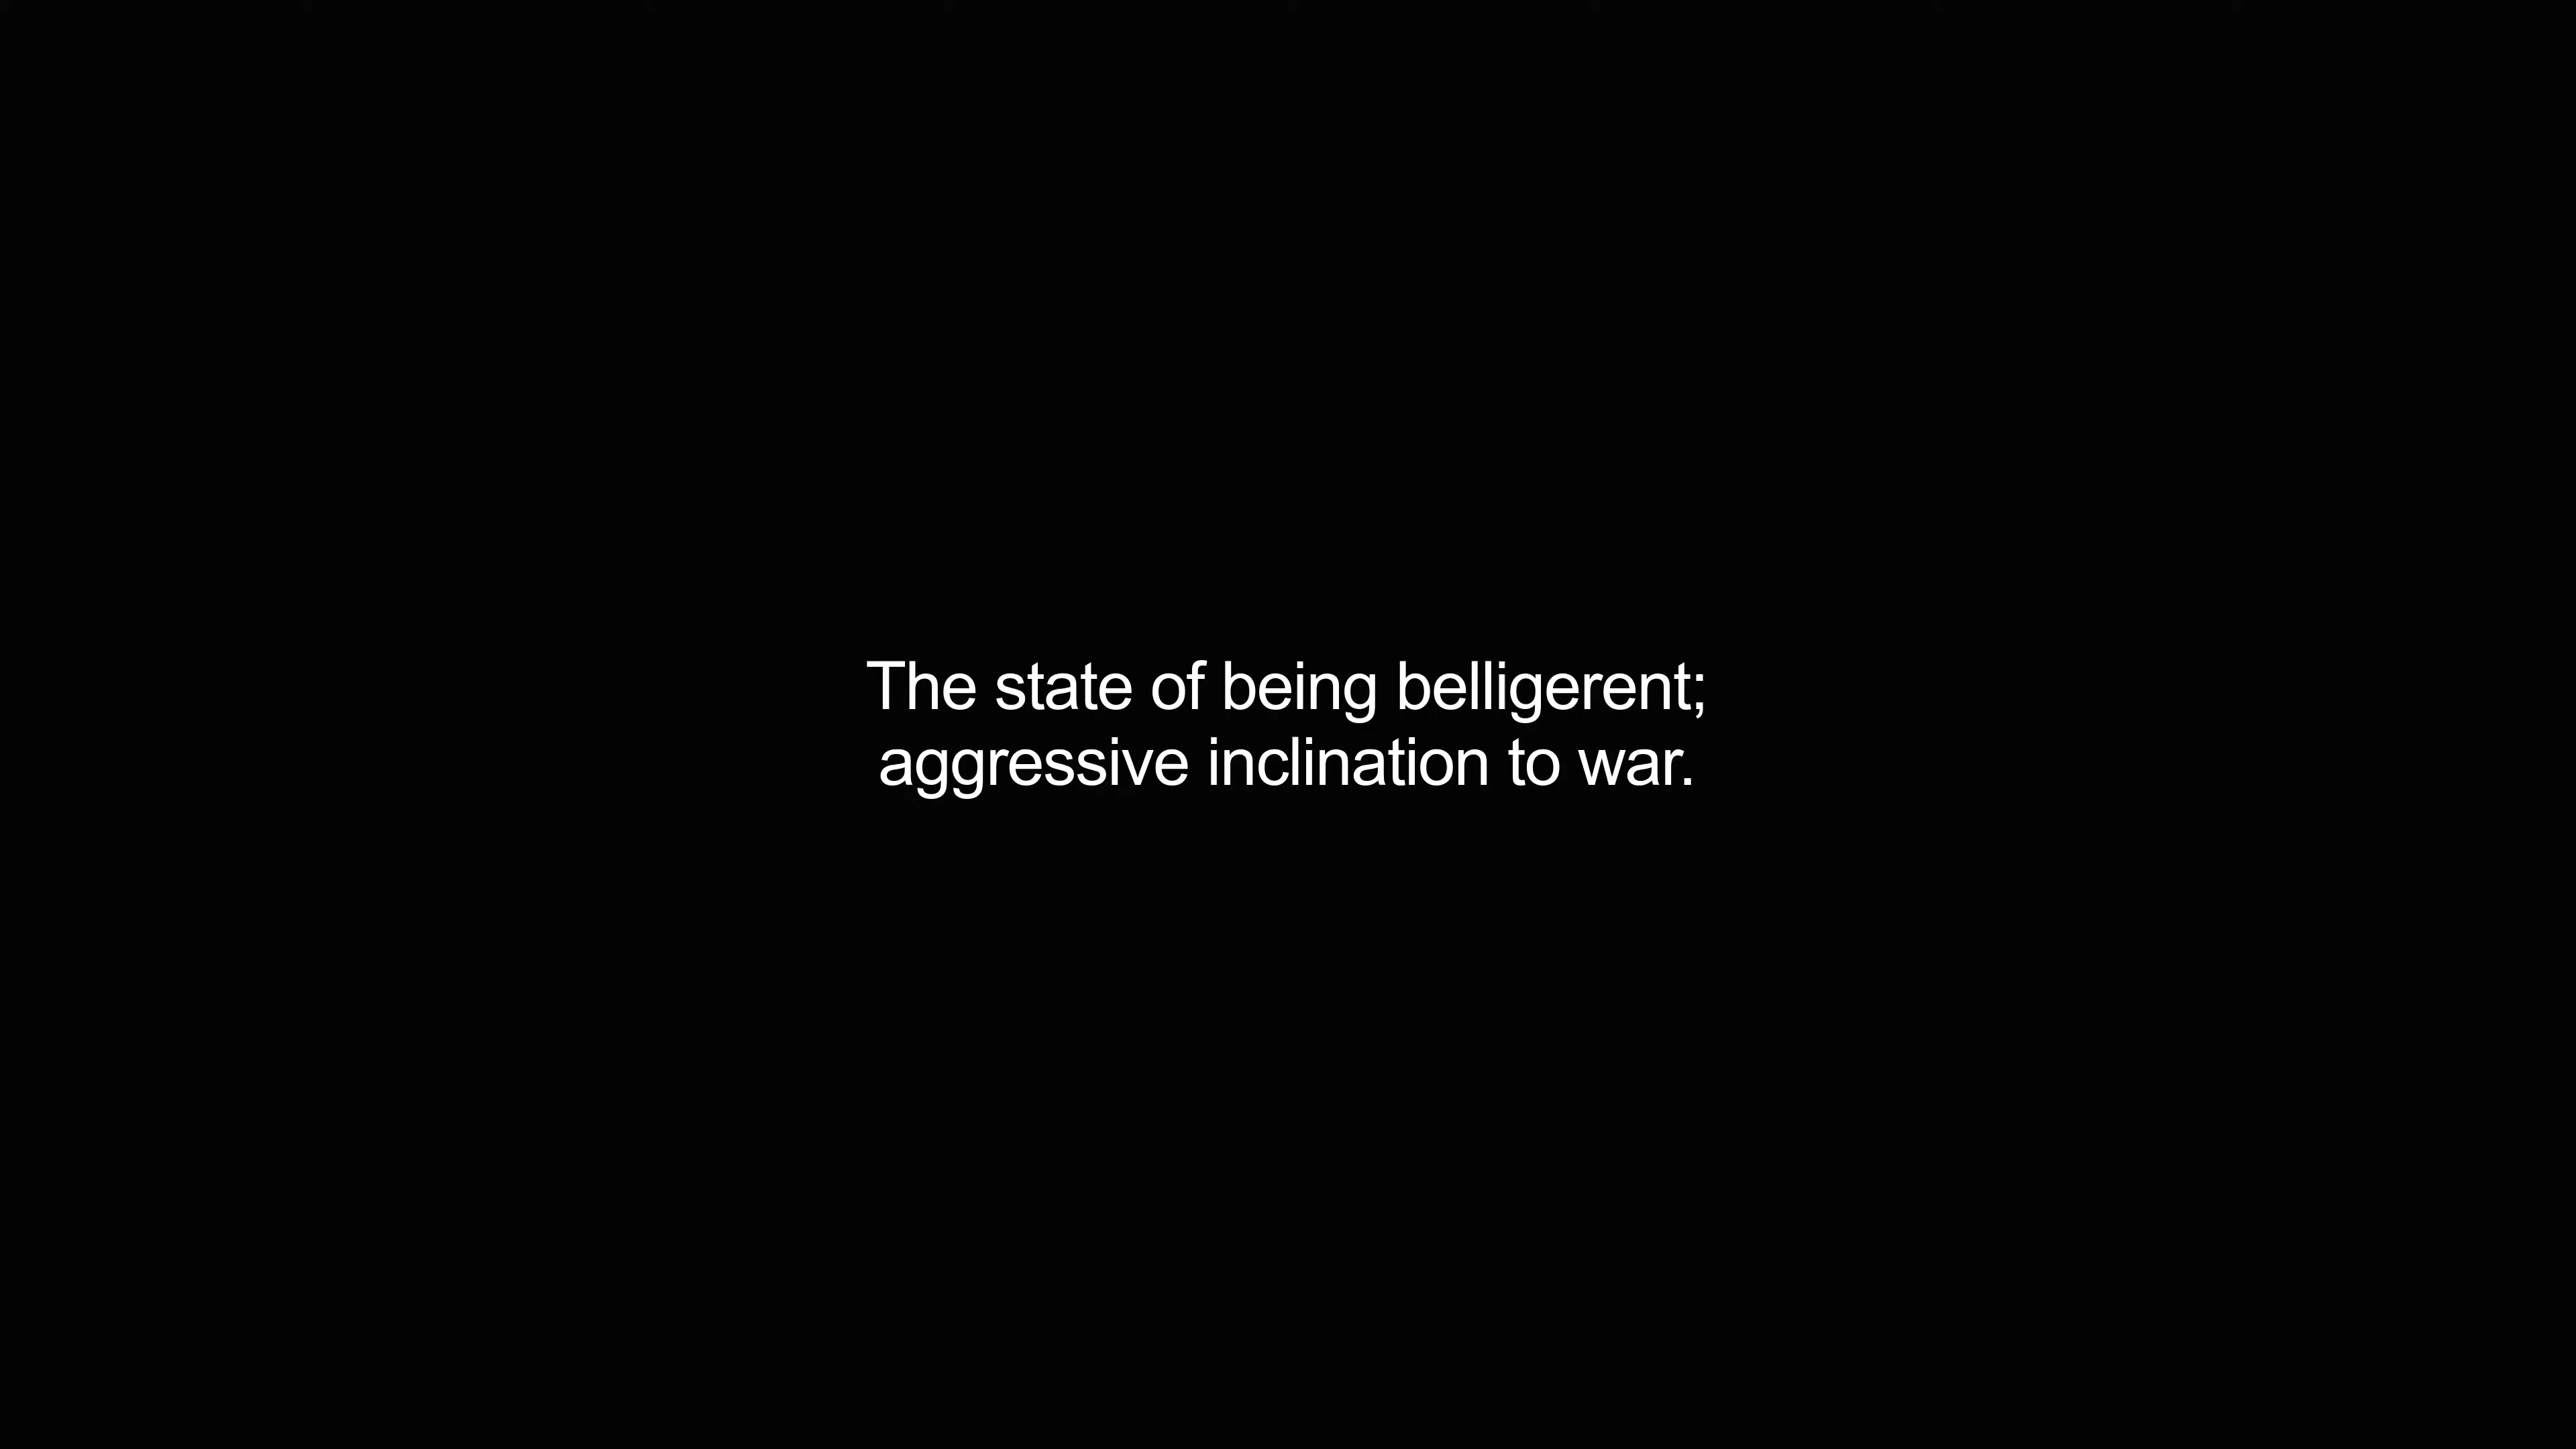 The state of being belligerent;
aggressive inclination to war.